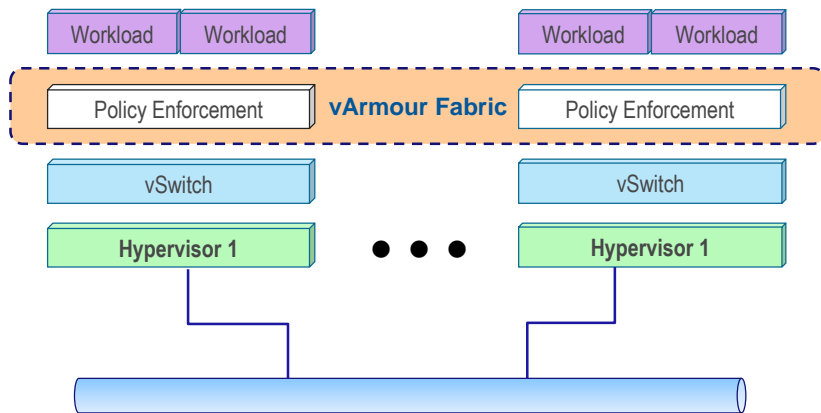 Workload Workload Workload Workload
Policy Enforcement vArmour Fabric Policy Enforcement
vSwitch vSwitch
Hypervisor 1 Hypervisor 1